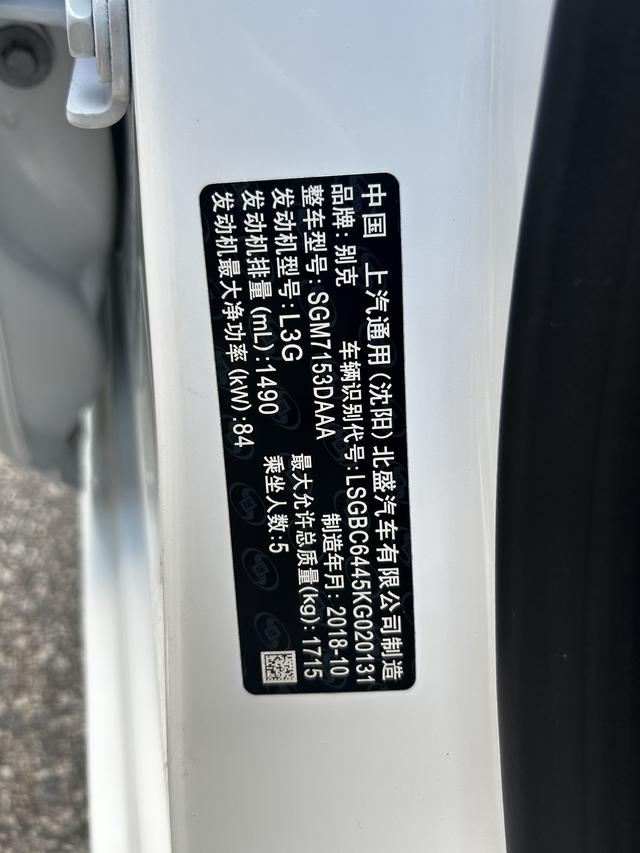 中国 上汽通用(沈阳)北盛汽车有限公司制造
品牌:别克 车辆识别代号:LSGBC6445KG020131
整车型号:SGM7153DAAA 制造年月:2018-10
发动机型号:L3G 最大允许总质量(kg):1715
发动机排量(mL):1490 乘坐人数:5
发动机最大净功率(kW):84